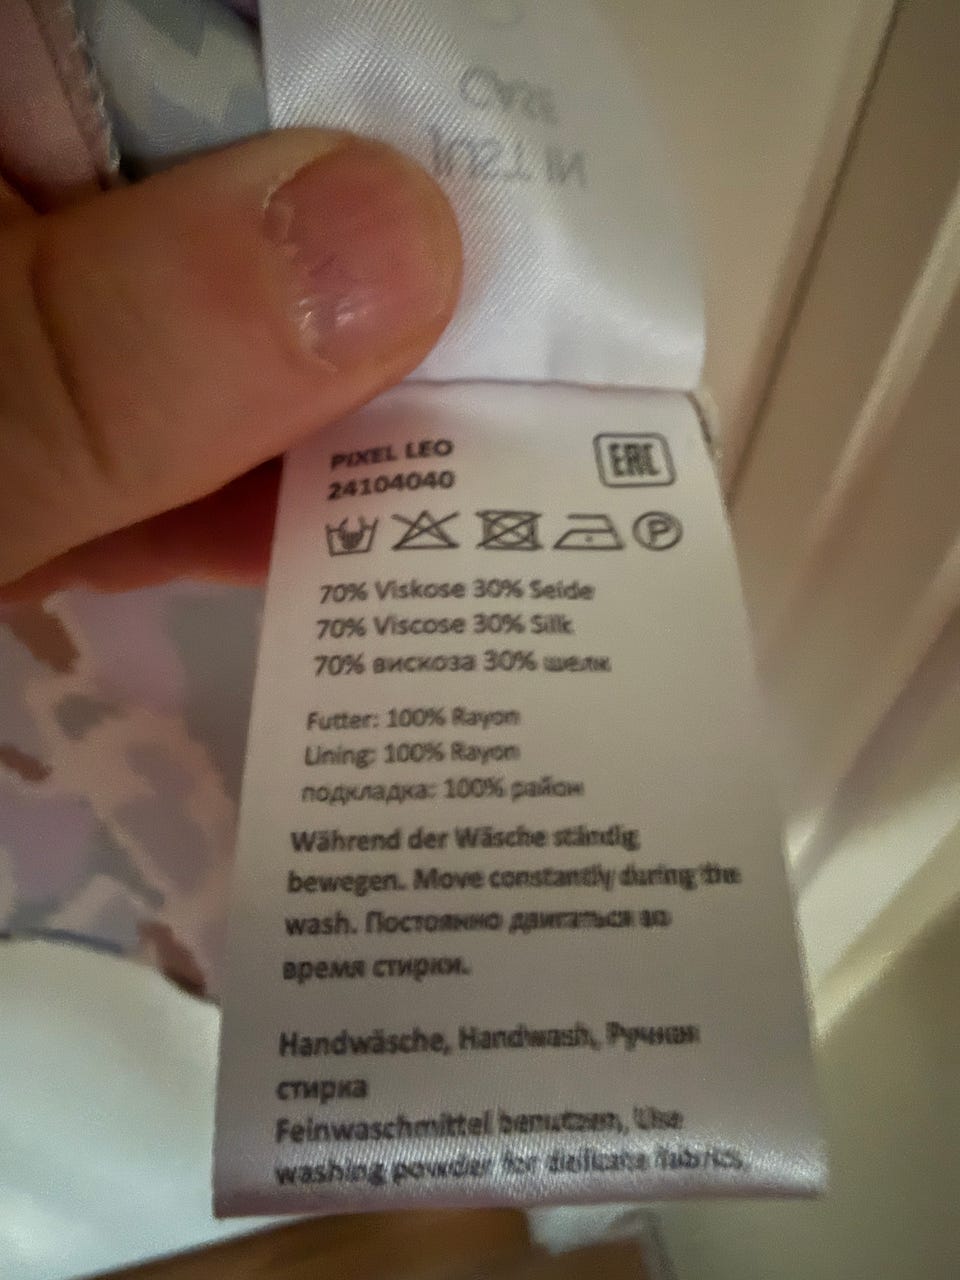 PIXEL LEO
24104040
EAC
P
70% Viskose 30% Seide
70% Viscose 30% Silk
70% вискоза 30% шелк
Futter: 100% Rayon
Lining: 100% Rayon
подкладка: 100% район
Während der Wäsche ständig
bewegen. Move constantly during the
wash. Постоянно двигаться во
время стирки.
Handwäsche, Handwash, Ручная
стирка
Feinwaschmittel benutzen, Use
washing powder for delicate fabrics,